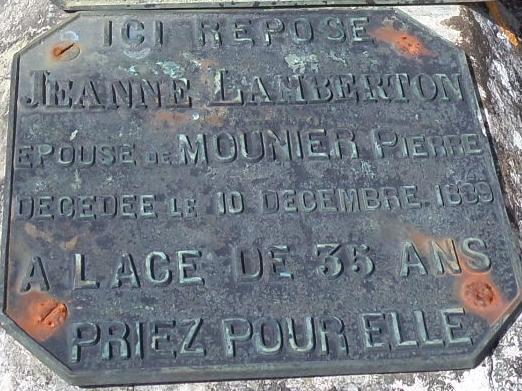 ICI REPOSE
JEANNE LAMBERTON
EPOUSE DE MOUNIER PIERRE
DECEDEE LE 10 DECEMBRE 1889
A LAGE DE 35 ANS
PRIEZ POUR ELLE